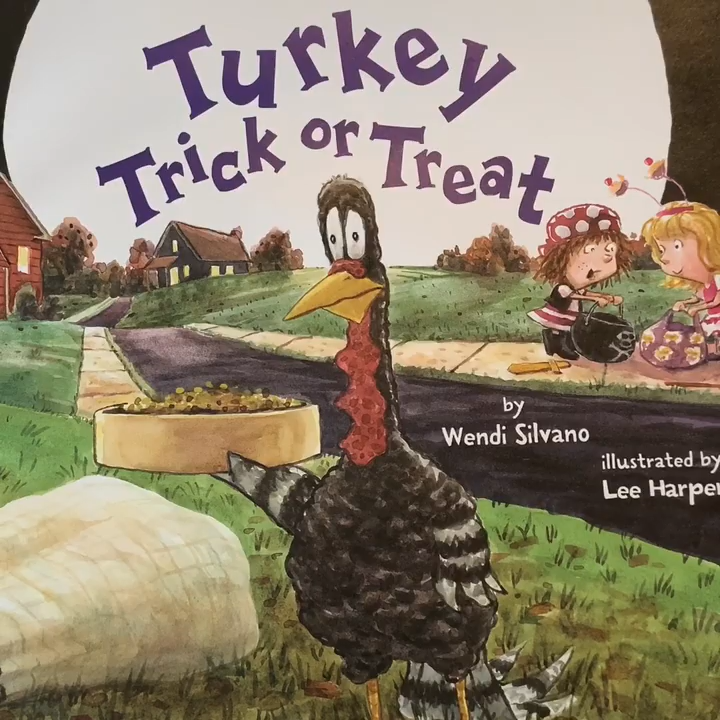 Turkey
Trick or Treat
by
Wendi Silvano
illustrated by
Lee Harper